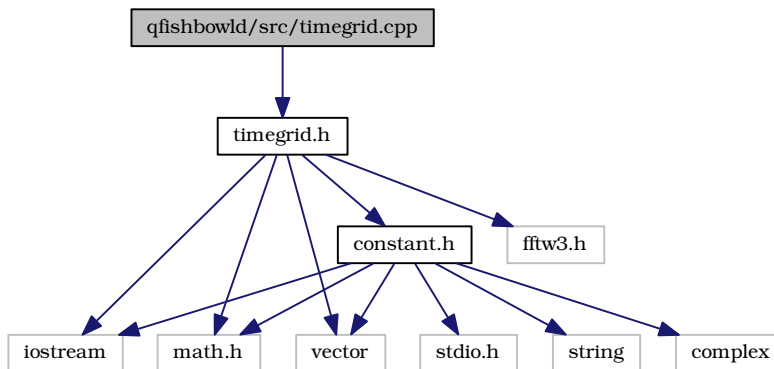 qfishbowld/src/timegrid.cpp
timegrid.h
constant.h
fftw3.h
iostream
math.h
vector
stdio.h
string
complex